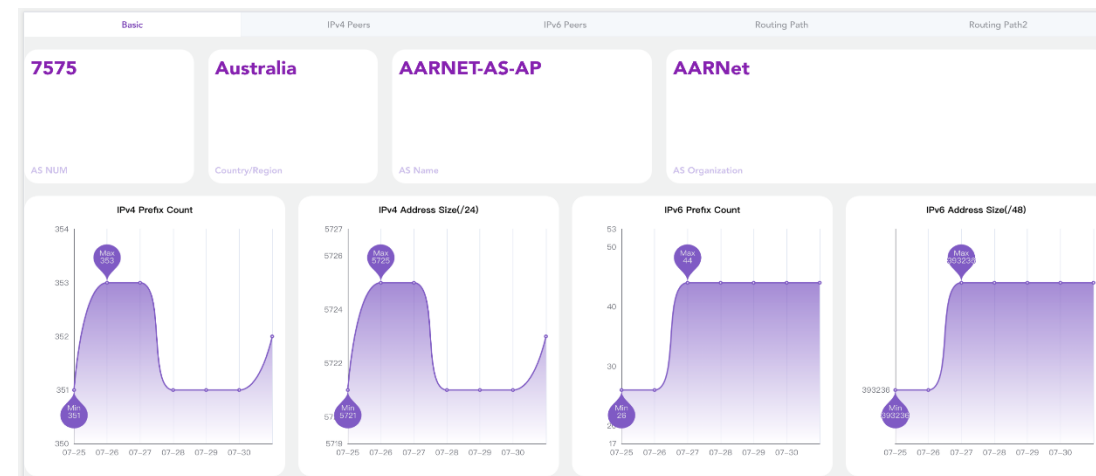 Basic
IPv4 Peers
IPv6 Peers
Routing Path
Routing Path2
7575
AS NUM
Australia
Country/Region
AARNET-AS-AP
AS Name
AARNet
AS Organization
IPv4 Prefix Count
354
353
352
351
350
Max
353
Min
351
07-25 07-26 07-27 07-28 07-29 07-30
IPv4 Address Size(/24)
5727
5726
5724
5722
5718
Max
5725
Min
5721
07-25 07-26 07-27 07-28 07-29 07-30
IPv6 Prefix Count
53
50
40
30
17
Max
44
Min
26
07-25 07-26 07-27 07-28 07-29 07-30
IPv6 Address Size(/48)
393236
Max
393236
Min
393236
07-25 07-26 07-27 07-28 07-29 07-30